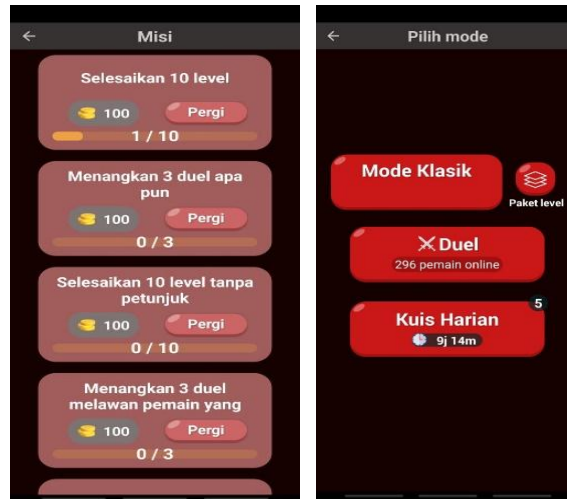 Misi
Selesaikan 10 level
100
Pergi
1 / 10
Menangkan 3 duel apa
pun
100
Pergi
0 / 3
Selesaikan 10 level tanpa
petunjuk
100
Pergi
0 / 10
Menangkan 3 duel
melawan pemain yang
100
Pergi
0 / 3
Pilih mode
Mode Klasik
Paket level
Duel
296 pemain online
5
Kuis Harian
9j 14m